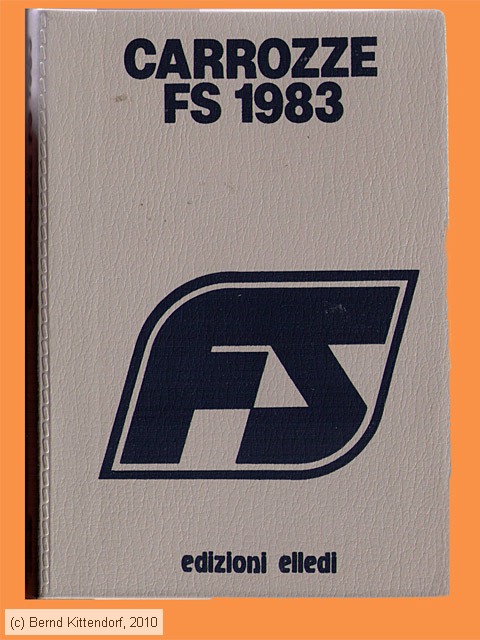 CARROZZE
FS 1983
FS
edizioni elledi
(c) Bernd Kittendorf, 2010